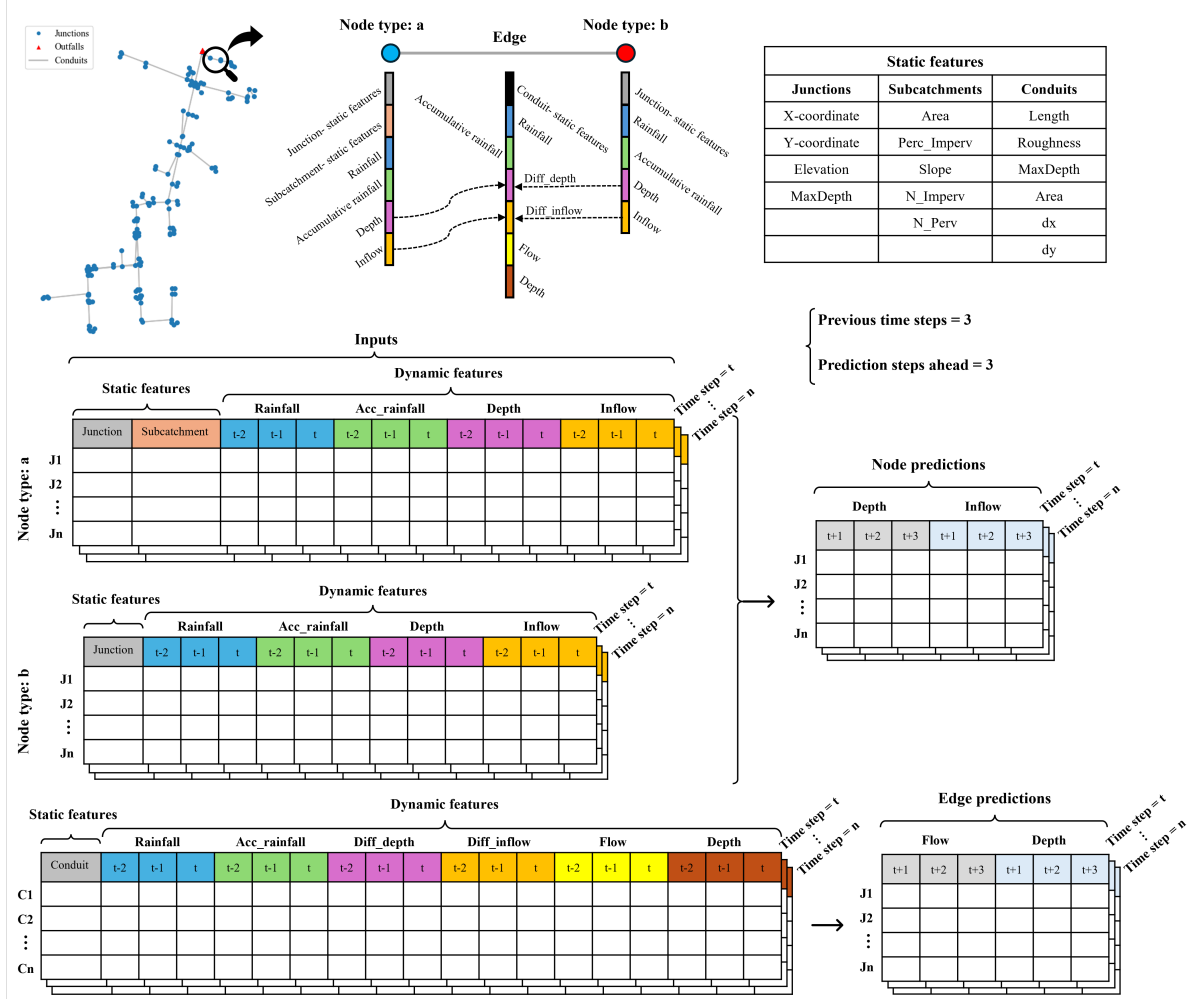 Junctions
Outfalls
Conduits
Node type: a
Node type: b
Edge
Junction- static features
Subcatchment- static features
Rainfall
Accumulative rainfall
Depth
Inflow
Conduit- static features
Rainfall
Accumulative rainfall
Diff_depth
Diff_inflow
Flow
Depth
Junction- static features
Rainfall
Accumulative rainfall
Depth
Inflow
Static features
Junctions Subcatchments Conduits
X-coordinate Area Length
Y-coordinate Perc_Imperv Roughness
Elevation Slope MaxDepth
MaxDepth N_Imperv Area
N_Perv dx
dy
Previous time steps = 3
Prediction steps ahead = 3
Inputs
Static features
Dynamic features
Rainfall Acc_rainfall Depth Inflow
Time step = t
⋮
Time step = n
Junction Subcatchment t-2 t-1 t t-2 t-1 t t-2 t-1 t t-2 t-1 t
Node type: a
J1
J2
⋮
Jn
Static features
Dynamic features
Rainfall Acc_rainfall Depth Inflow
Time step = t
⋮
Time step = n
Junction t-2 t-1 t t-2 t-1 t t-2 t-1 t t-2 t-1 t
Node type: b
J1
J2
⋮
Jn
Node predictions
Depth Inflow
Time step = t
⋮
Time step = n
t+1 t+2 t+3 t+1 t+2 t+3
J1
J2
⋮
Jn
Static features
Dynamic features
Rainfall Acc_rainfall Diff_depth Diff_inflow Flow Depth
Time step = t
⋮
Time step = n
Conduit t-2 t-1 t t-2 t-1 t t-2 t-1 t t-2 t-1 t t-2 t-1 t t-2 t-1 t
C1
C2
⋮
Cn
Edge predictions
Flow Depth
Time step = t
⋮
Time step = n
t+1 t+2 t+3 t+1 t+2 t+3
J1
J2
⋮
Jn